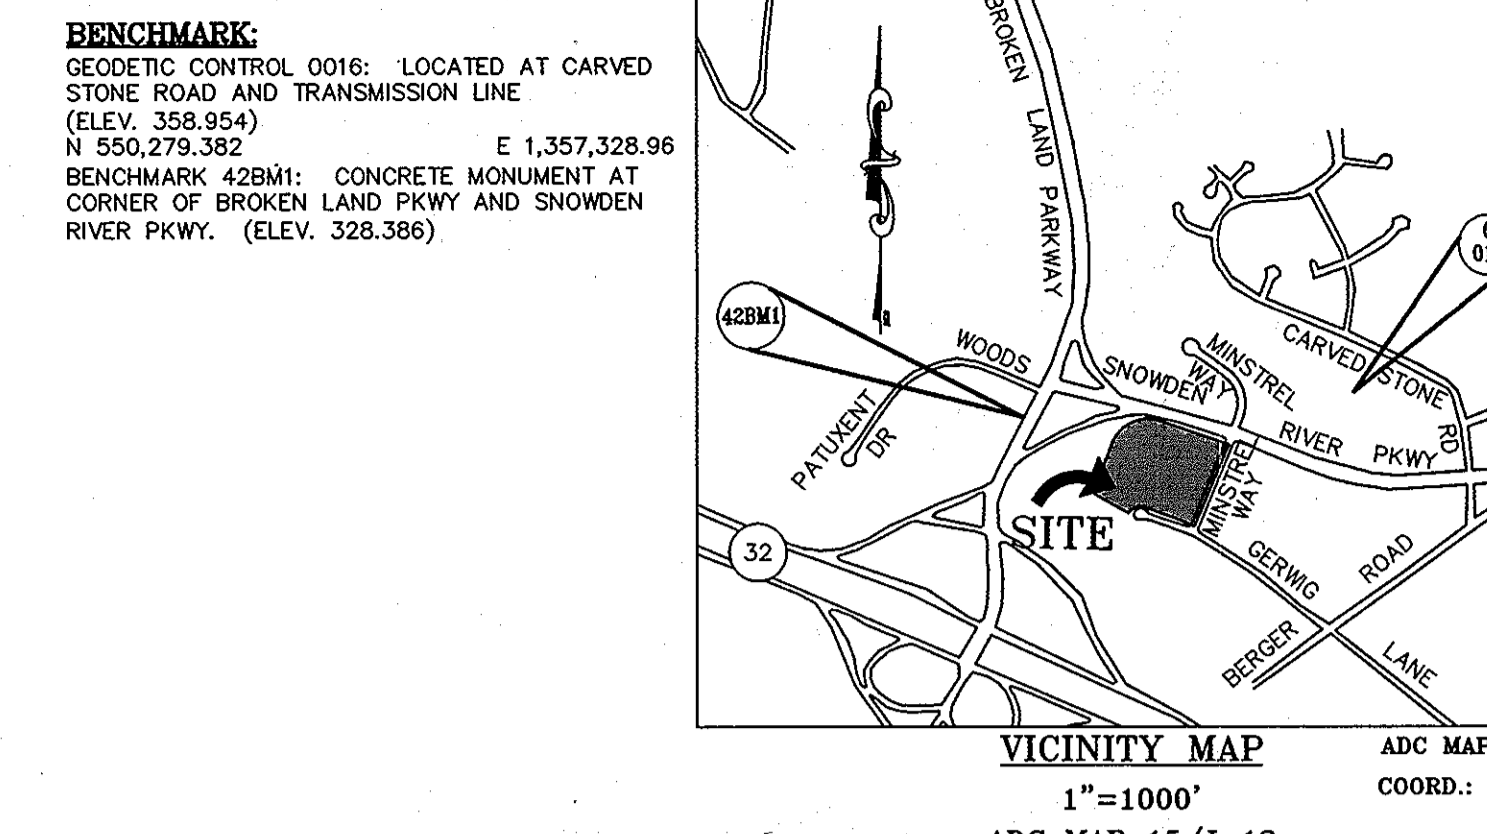 BENCHMARK:
GEODETIC CONTROL 0016: LOCATED AT CARVED
STONE ROAD AND TRANSMISSION LINE
(ELEV. 358.954)
N 550,279.382 E 1,357,328.96
BENCHMARK 42BM1: CONCRETE MONUMENT AT
CORNER OF BROKEN LAND PKWY AND SNOWDEN
RIVER PKWY. (ELEV. 328.386)
BROKEN LAND PARKWAY
42BM1
WOODS
PATUXENT
DR
SNOWDEN
RIVER PKWY
MINSTREL
WAY
CARVED STONE
RD
MINSTREL
WAY
SITE
32
GERWIG
LANE
BERGER ROAD
VICINITY MAP
1"=1000'
ADC MAP
COORD.: